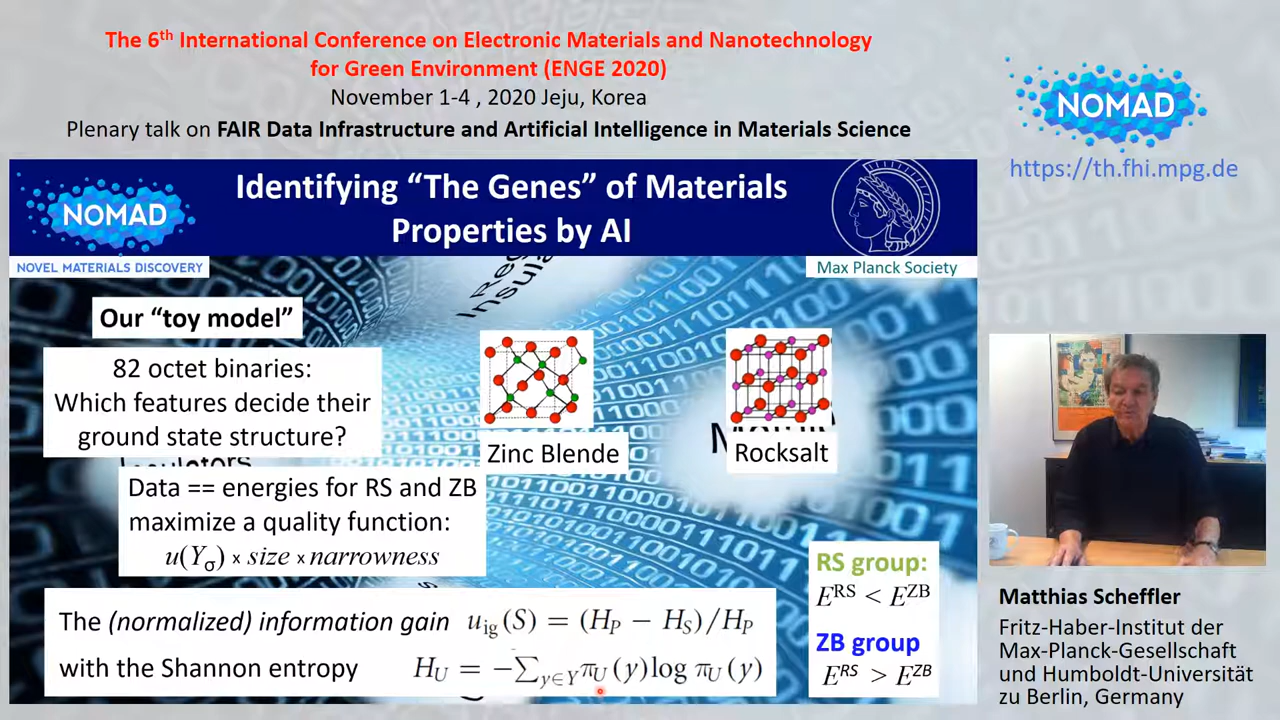 The 6th International Conference on Electronic Materials and Nanotechnology
for Green Environment (ENGE 2020)
November 1-4 , 2020 Jeju, Korea
Plenary talk on FAIR Data Infrastructure and Artificial Intelligence in Materials Science
NOMAD
https://th.fhi.mpg.de
NOMAD
NOVEL MATERIALS DISCOVERY
Identifying “The Genes” of Materials
Properties by AI
Max Planck Society
Our “toy model”
82 octet binaries:
Which features decide their
ground state structure?
Zinc Blende
Rocksalt
Data == energies for RS and ZB
maximize a quality function:
u(Yσ) × size × narrowness
The (normalized) information gain u_ig(S) = (H_P − H_S)/H_P
with the Shannon entropy H_U = −∑_{y∈Y} π_U(y) log π_U(y)
RS group:
E^RS < E^ZB
ZB group
E^RS > E^ZB
Matthias Scheffler
Fritz-Haber-Institut der
Max-Planck-Gesellschaft
und Humboldt-Universität
zu Berlin, Germany